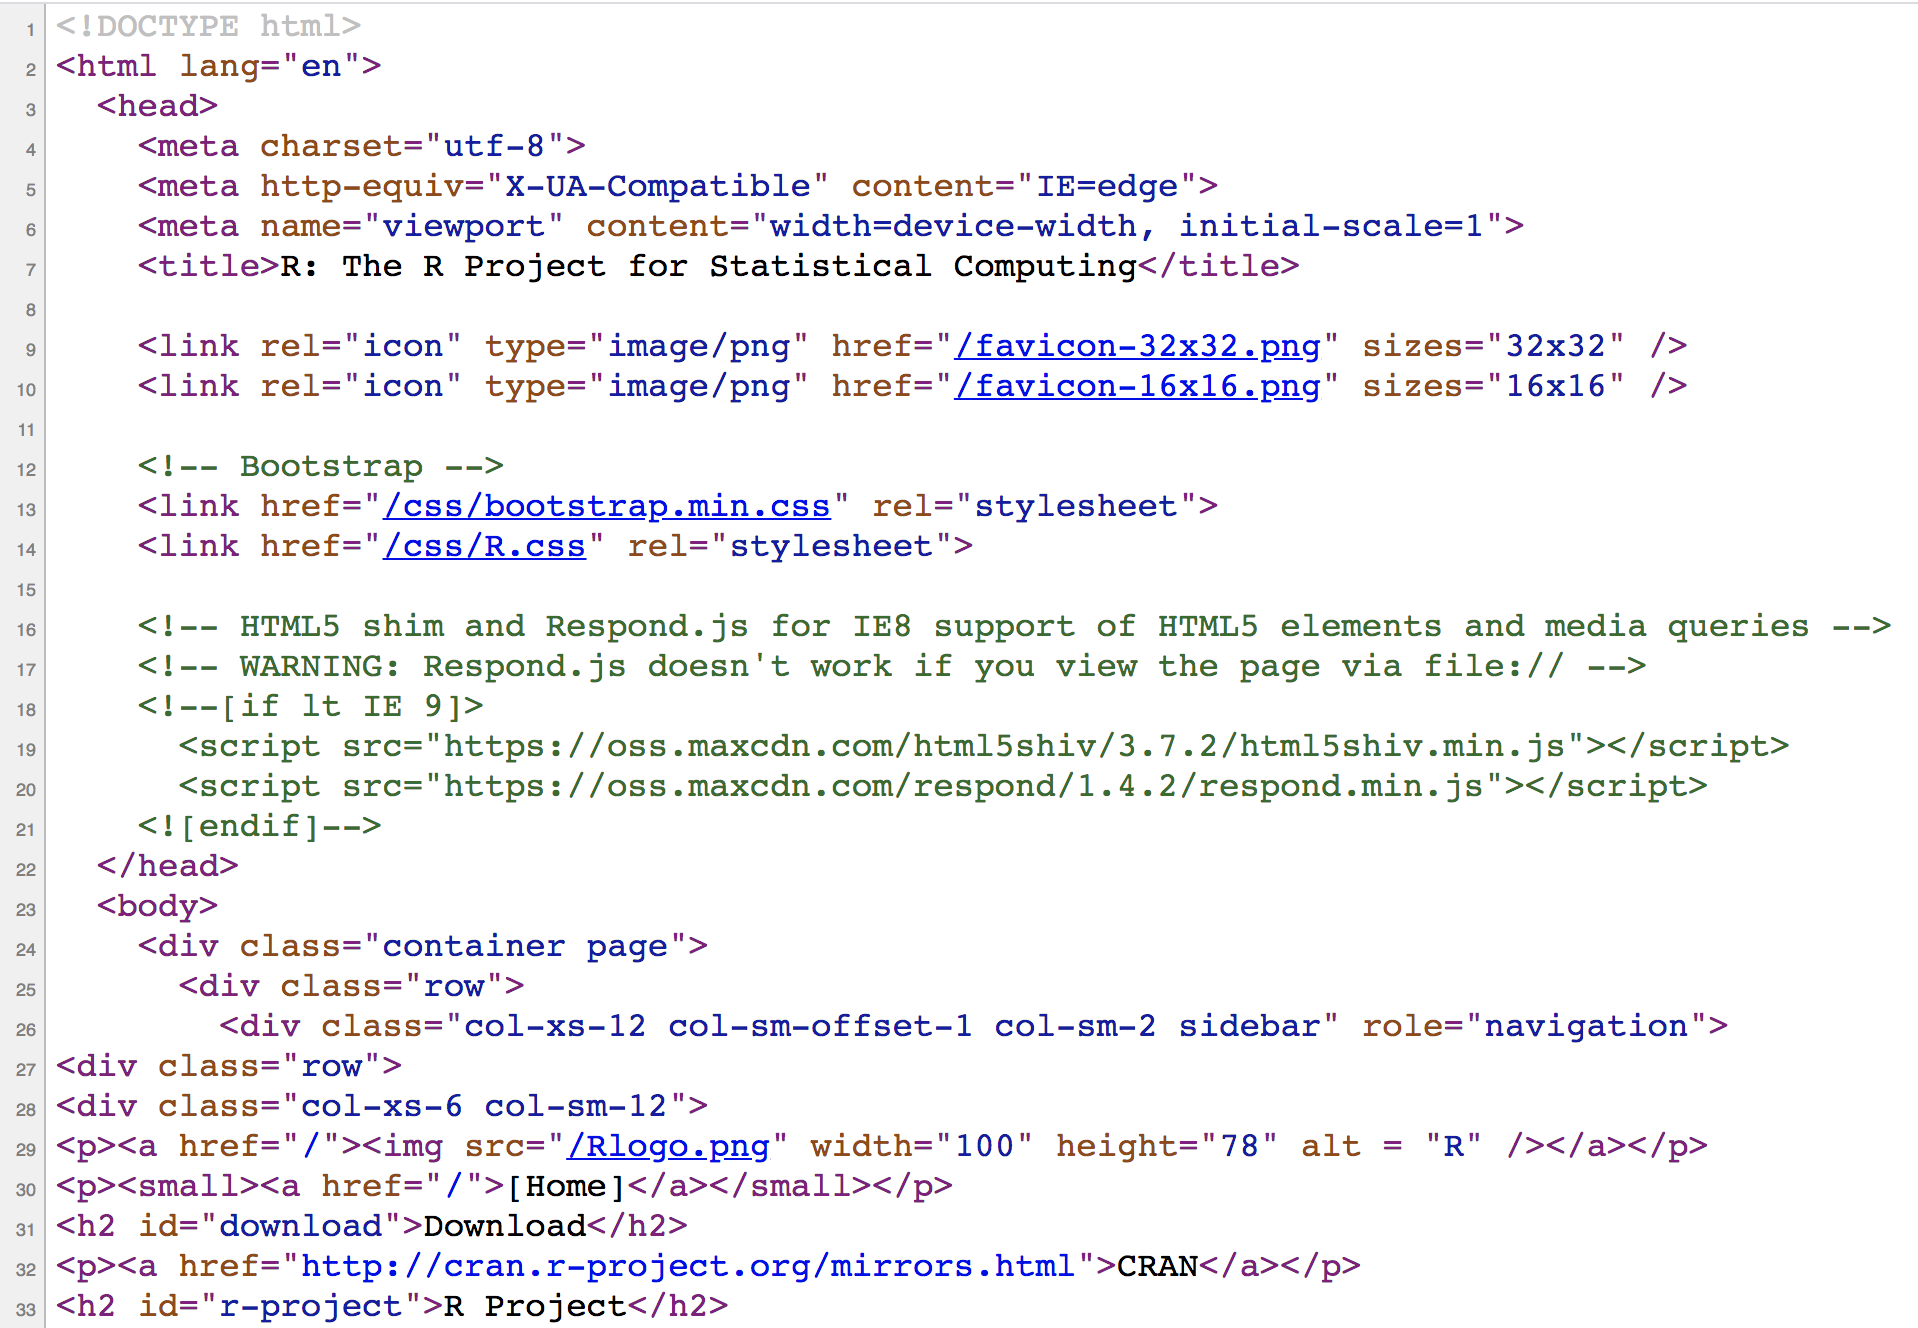 1 <!DOCTYPE html>
2 <html lang="en">
3   <head>
4     <meta charset="utf-8">
5     <meta http-equiv="X-UA-Compatible" content="IE=edge">
6     <meta name="viewport" content="width=device-width, initial-scale=1">
7     <title>R: The R Project for Statistical Computing</title>
8
9     <link rel="icon" type="image/png" href="/favicon-32x32.png" sizes="32x32" />
10     <link rel="icon" type="image/png" href="/favicon-16x16.png" sizes="16x16" />
11
12     <!-- Bootstrap -->
13     <link href="/css/bootstrap.min.css" rel="stylesheet">
14     <link href="/css/R.css" rel="stylesheet">
15
16     <!-- HTML5 shim and Respond.js for IE8 support of HTML5 elements and media queries -->
17     <!-- WARNING: Respond.js doesn't work if you view the page via file:// -->
18     <!--[if lt IE 9]>
19       <script src="https://oss.maxcdn.com/html5shiv/3.7.2/html5shiv.min.js"></script>
20       <script src="https://oss.maxcdn.com/respond/1.4.2/respond.min.js"></script>
21     <![endif]-->
22   </head>
23   <body>
24     <div class="container page">
25       <div class="row">
26         <div class="col-xs-12 col-sm-offset-1 col-sm-2 sidebar" role="navigation">
27 <div class="row">
28 <div class="col-xs-6 col-sm-12">
29 <p><a href="/"><img src="/Rlogo.png" width="100" height="78" alt = "R" /></a></p>
30 <p><small><a href="/">[Home]</a></small></p>
31 <h2 id="download">Download</h2>
32 <p><a href="http://cran.r-project.org/mirrors.html">CRAN</a></p>
33 <h2 id="r-project">R Project</h2>